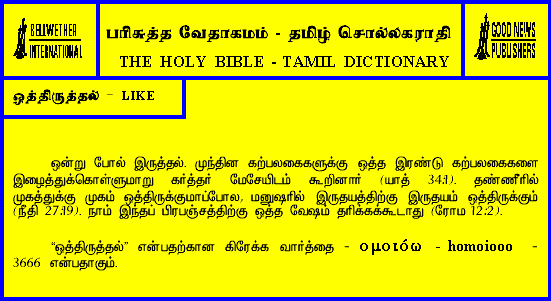 BELLWETHER
INTERNATIONAL
பரிசுத்த வேதாகமம் - தமிழ் சொல்லகராதி
THE HOLY BIBLE - TAMIL DICTIONARY
GOOD NEWS
PUBLISHERS
ஒத்திருத்தல் - LIKE
ஒன்று போல் இருத்தல். முந்தின கற்பலகைகளுக்கு ஒத்த இரண்டு கற்பலகைகளை
இழைத்துக்கொள்ளுமாறு கர்த்தர் மேசேயிடம் கூறினார் (யாத் 34:1). தண்ணீரில்
முகத்துக்கு முகம் ஒத்திருக்குமாப்போல, மனுஷரில் இருதயத்திற்கு இருதயம் ஒத்திருக்கும்
(நீதி 27:19). நாம் இந்தப் பிரபஞ்சத்திற்கு ஒத்த வேஷம் தரிக்கக்கூடாது (ரோம 12:2).
“ஒத்திருத்தல்” என்பதற்கான கிரேக்க வார்த்தை - ομοιόω - homoiooo -
3666 என்பதாகும்.